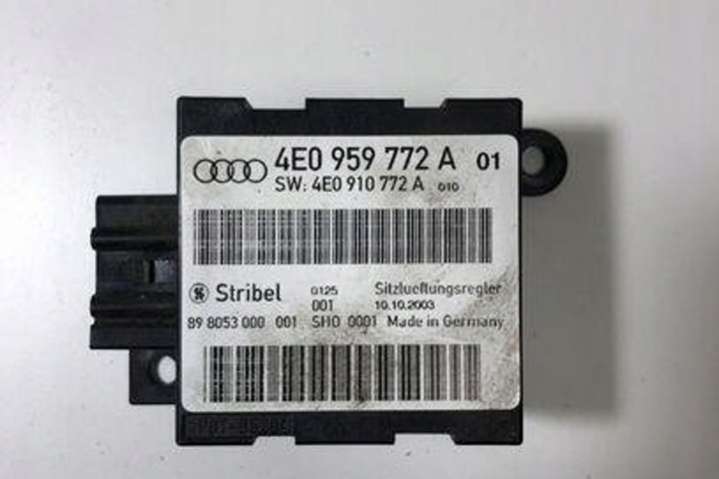 4E0 959 772 A 01
SW: 4E0 910 772 A 010
Stribel 0125 Sitzlueftungsregler
001 10.10.2003
89 8053 000 001 SHO 0001 Made in Germany